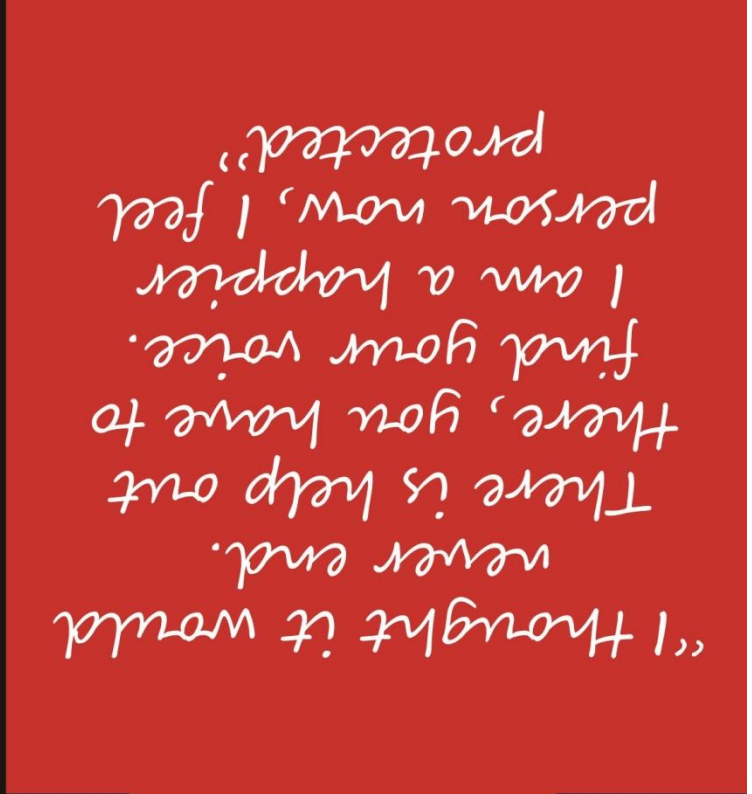 “I thought it would
never end.
There is help out
there, you have to
find your voice.
I am a happier
person now, I feel
protected”